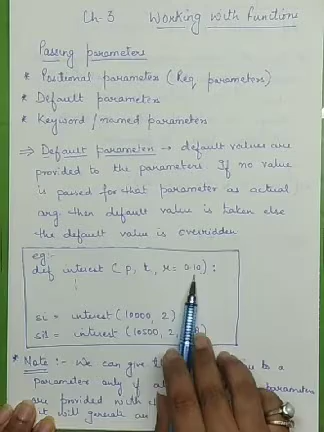 Ch-3 Working with functions
Passing parameters
* Positional parameters (Req parameters)
* Default parameters
* Keyword/named parameters
⇒ Default parameters → default values are
provided to the parameters If no value
is passed for that parameter as actual
arg. then default value is taken else
the default value is overridden
eg:-
def interest (p, t, r= 0.10):
si = interest (10000, 2)
si1 = interest (10500, 2,
* Note :- We can give to a
parameter only if parameters
are provided with
it will generate